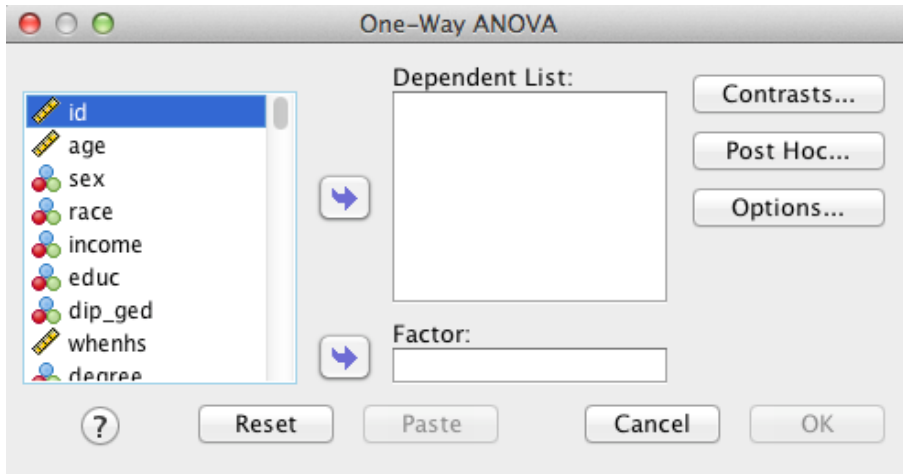 One-Way ANOVA
id
age
sex
race
income
educ
dip_ged
whenhs
degree
Dependent List:
Factor:
Contrasts...
Post Hoc...
Options...
?
Reset
Paste
Cancel
OK